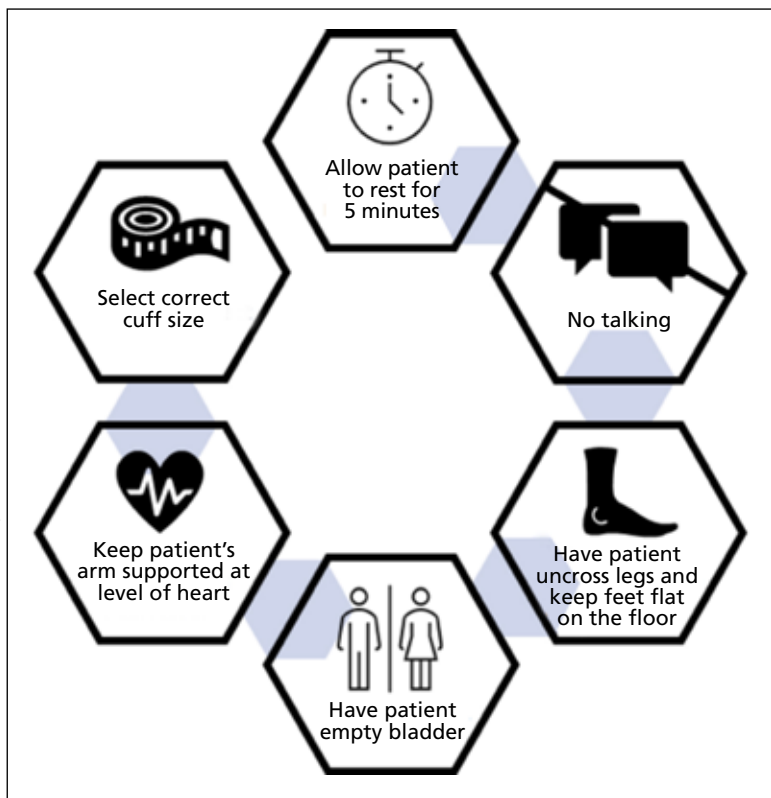 Allow patient
to rest for
5 minutes
No talking
Have patient
uncross legs and
keep feet flat
on the floor
Have patient
empty bladder
Keep patient's
arm supported at
level of heart
Select correct
cuff size